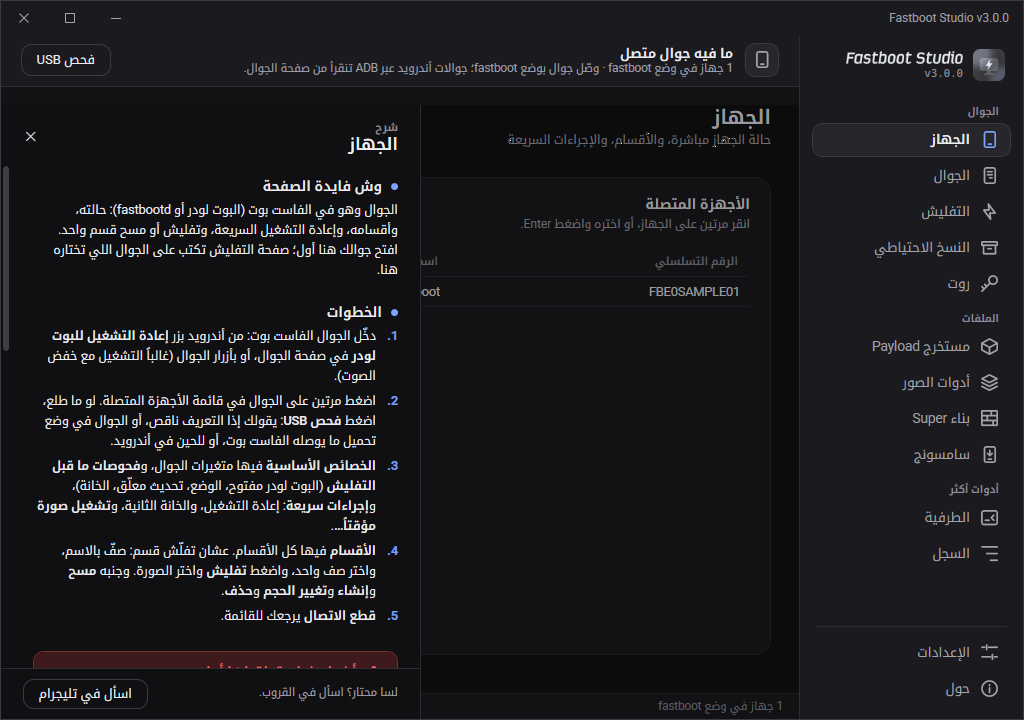 Fastboot Studio v3.0.0
Fastboot Studio
v3.0.0
الجوال
الجهاز
الجوال
التفليش
النسخ الاحتياطي
روت
الملفات
مستخرج Payload
أدوات الصور
بناء Super
سامسونج
أدوات أكثر
الطرفية
السجل
الإعدادات
حول
ما فيه جوال متصل
1 جهاز في وضع fastboot · وصّل جوال بوضع fastboot؛ جوالات أندرويد عبر ADB تنقرأ من صفحة الجوال.
فحص USB
الجهاز
حالة الجهاز مباشرة، والأقسام، والإجراءات السريعة
الأجهزة المتصلة
انقر مرتين على الجهاز، أو اختره واضغط Enter.
الرقم التسلسلي
FBE0SAMPLE01
1 جهاز في وضع fastboot
شرح
الجهاز
وش فايدة الصفحة
الجوال وهو في الفاست بوت (البوت لودر أو fastbootd): حالته،
وأقسامه، وإعادة التشغيل السريعة، وتفليش أو مسح قسم واحد.
افتح جوالك هنا أول؛ صفحة التفليش تكتب على الجوال اللي تختاره
هنا.
الخطوات
1. دخّل الجوال الفاست بوت: من أندرويد بزر إعادة التشغيل للبوت
لودر في صفحة الجوال، أو بأزرار الجوال (غالباً التشغيل مع خفض
الصوت).
2. اضغط مرتين على الجوال في قائمة الأجهزة المتصلة. لو ما طلع،
اضغط فحص USB: يقولك إذا التعريف ناقص، أو الجوال في وضع
تحميل ما يوصله الفاست بوت، أو للحين في أندرويد.
3. الخصائص الأساسية فيها متغيرات الجوال، وفحوصات ما قبل
التفليش (البوت لودر مفتوح، الوضع، تحديث معلّق، الخانة)،
وإجراءات سريعة: إعادة التشغيل، والخانة الثانية، وتشغيل صورة
مؤقتاً….
4. الأقسام فيها كل الأقسام. عشان تفلّش قسم: صفّ بالاسم،
واختر صف واحد، واضغط تفليش واختر الصورة. وجنبه مسح
وإنشاء وتغيير الحجم وحذف.
5. قطع الاتصال يرجعك للقائمة.
لسا محتار؟ اسأل في القروب.
اسأل في تليجرام